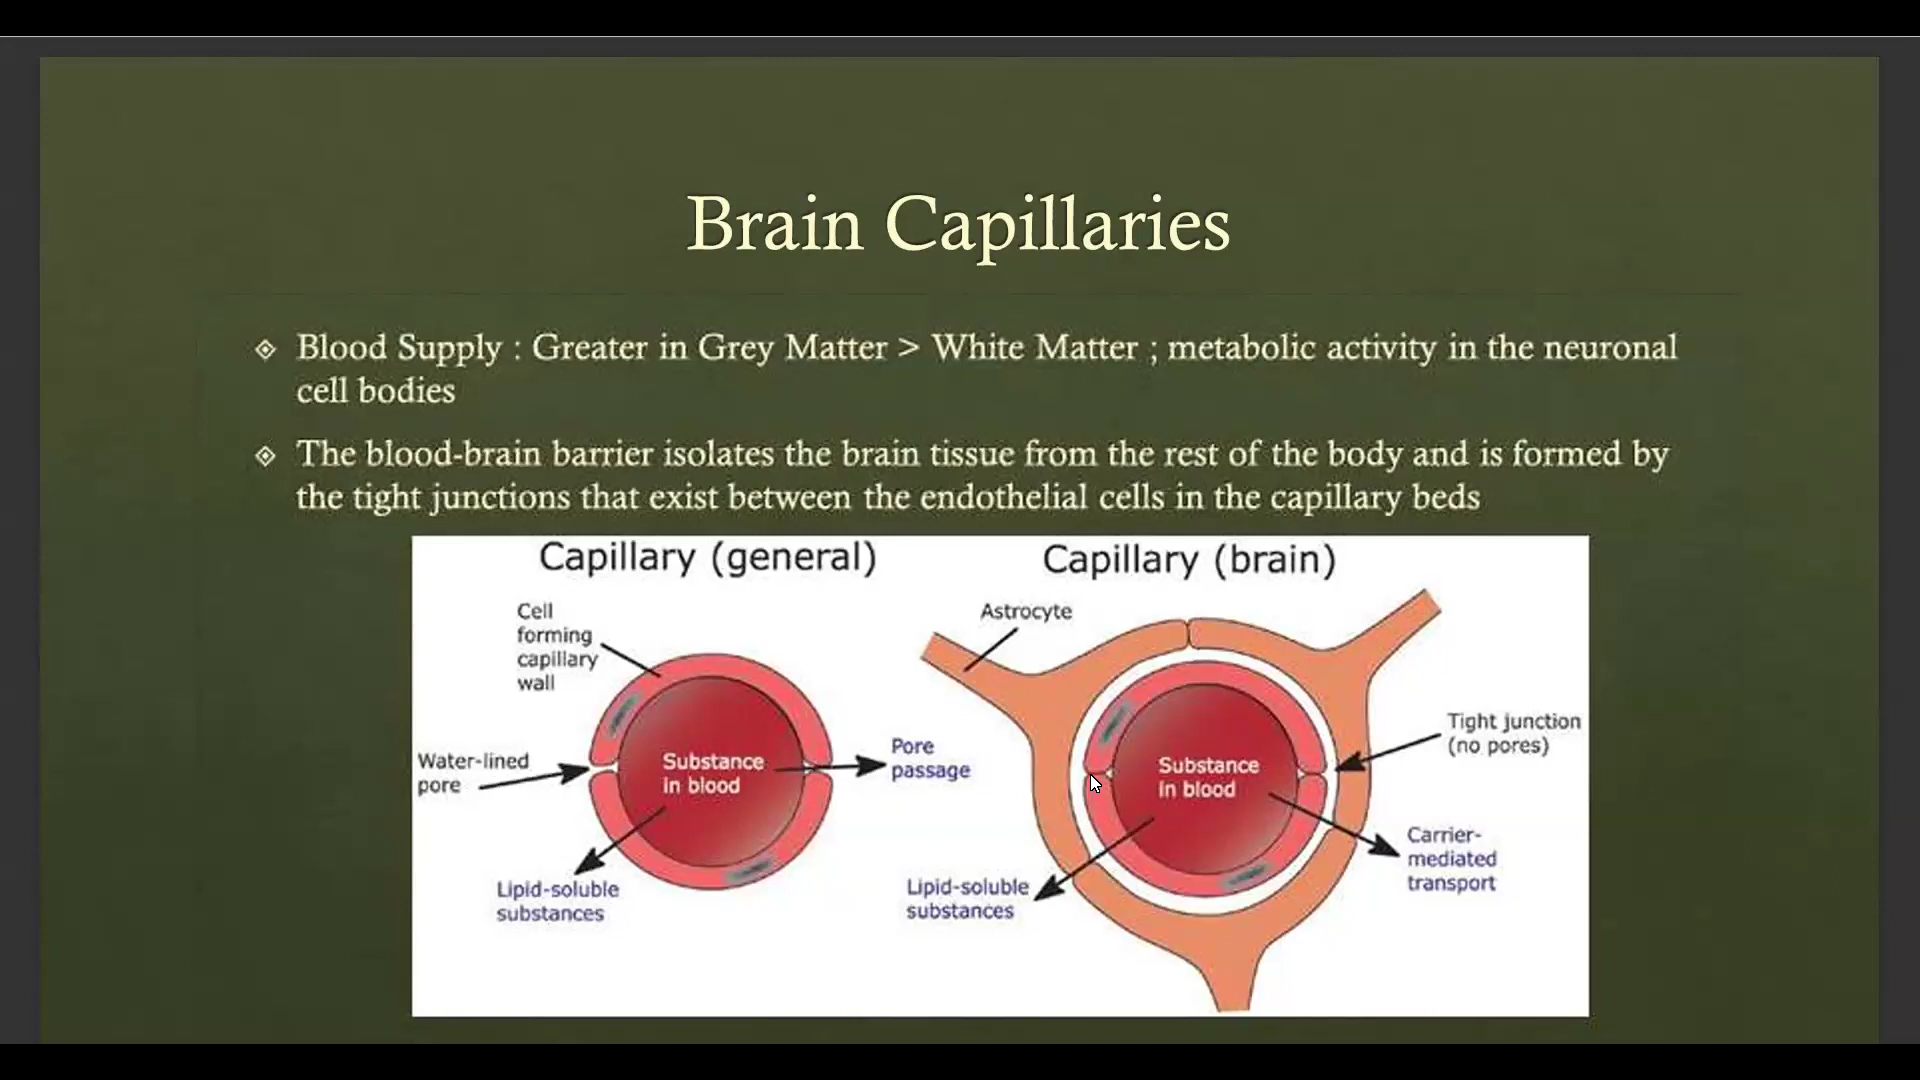 Brain Capillaries
Blood Supply : Greater in Grey Matter > White Matter ; metabolic activity in the neuronal
cell bodies
The blood-brain barrier isolates the brain tissue from the rest of the body and is formed by
the tight junctions that exist between the endothelial cells in the capillary beds
Capillary (general)
Cell
forming
capillary
wall
Water-lined
pore
Substance
in blood
Pore
passage
Lipid-soluble
substances
Capillary (brain)
Astrocyte
Tight junction
(no pores)
Substance
in blood
Carrier-
mediated
transport
Lipid-soluble
substances